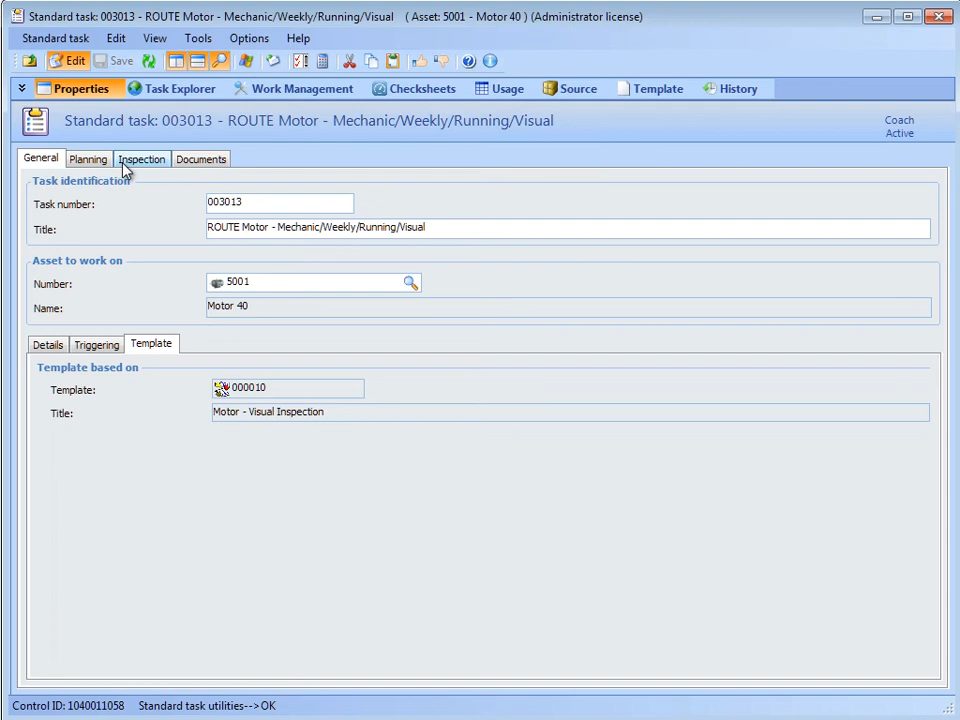 Standard task: 003013 - ROUTE Motor - Mechanic/Weekly/Running/Visual ( Asset: 5001 - Motor 40 ) (Administrator license)
Standard task Edit View Tools Options Help
Edit Save
Properties Task Explorer Work Management Checksheets Usage Source Template History
Standard task: 003013 - ROUTE Motor - Mechanic/Weekly/Running/Visual
Coach
Active
General Planning Inspection Documents
Task identification
Task number: 003013
Title: ROUTE Motor - Mechanic/Weekly/Running/Visual
Asset to work on
Number: 5001
Name: Motor 40
Details Triggering Template
Template based on
Template: 000010
Title: Motor - Visual Inspection
Control ID: 1040011058 Standard task utilities-->OK